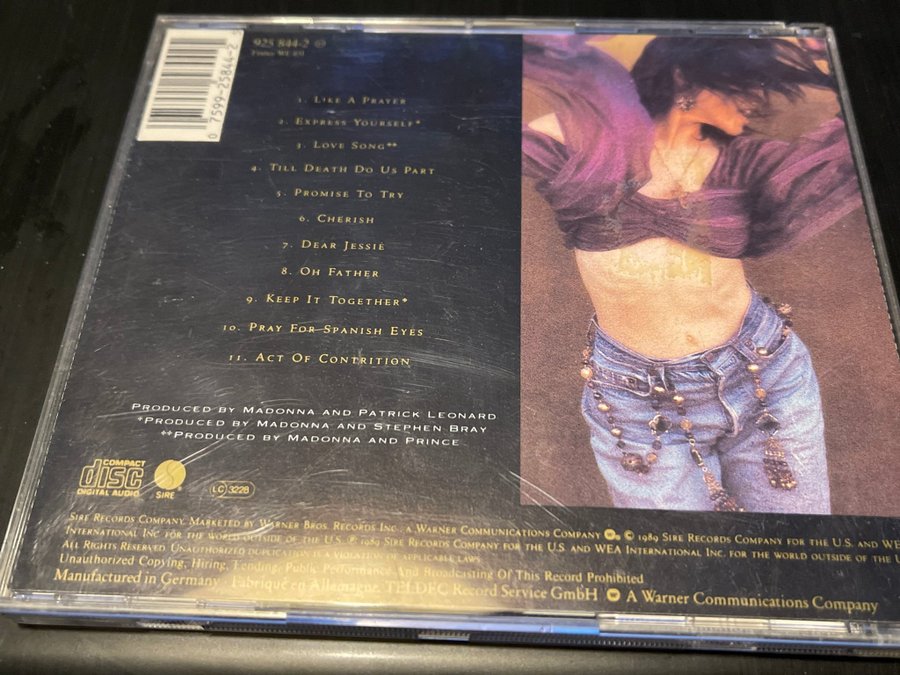 925 844-2
France: WE 851
0 7599-25844-2
1. LIKE A PRAYER
2. EXPRESS YOURSELF*
3. LOVE SONG**
4. TILL DEATH DO US PART
5. PROMISE TO TRY
6. CHERISH
7. DEAR JESSIE
8. OH FATHER
9. KEEP IT TOGETHER*
10. PRAY FOR SPANISH EYES
11. ACT OF CONTRITION
PRODUCED BY MADONNA AND PATRICK LEONARD
*PRODUCED BY MADONNA AND STEPHEN BRAY
**PRODUCED BY MADONNA AND PRINCE
COMPACT
disc
DIGITAL AUDIO
SIRE
LC 3228
SIRE RECORDS COMPANY. MARKETED BY WARNER BROS. RECORDS INC., A WARNER COMMUNICATIONS COMPANY © 1989 SIRE RECORDS COMPANY FOR THE U.S. AND WEA
INTERNATIONAL INC. FOR THE WORLD OUTSIDE OF THE U.S. ℗ 1989 SIRE RECORDS COMPANY FOR THE U.S. AND WEA INTERNATIONAL INC. FOR THE WORLD OUTSIDE OF THE
ALL RIGHTS RESERVED. UNAUTHORIZED DUPLICATION IS A VIOLATION OF APPLICABLE LAWS.
Unauthorized Copying, Hiring, Lending, Public Performance And Broadcasting Of This Record Prohibited
Manufactured in Germany · Fabriqué en Allemagne, TELDEC Record Service GmbH · A Warner Communications Company